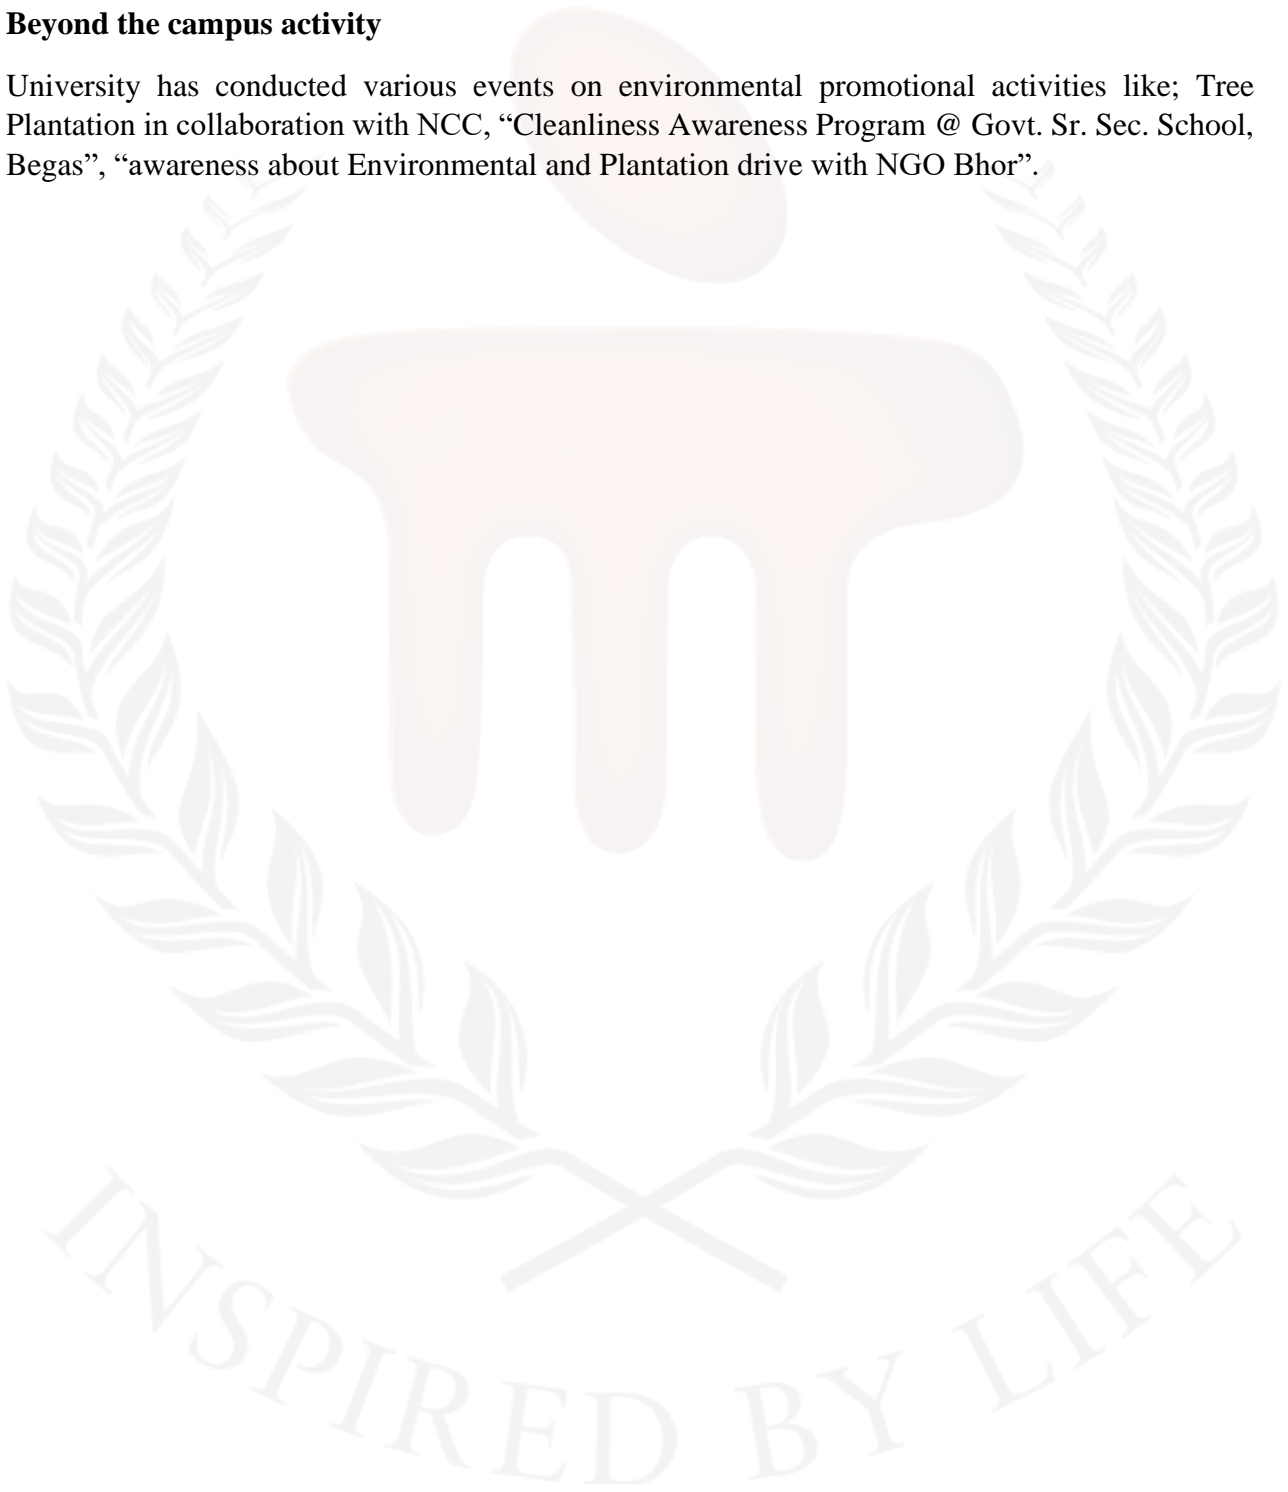 Beyond the campus activity
University has conducted various events on environmental promotional activities like; Tree
Plantation in collaboration with NCC, “Cleanliness Awareness Program @ Govt. Sr. Sec. School,
Begas”, “awareness about Environmental and Plantation drive with NGO Bhor”.
INSPIRED BY LIFE